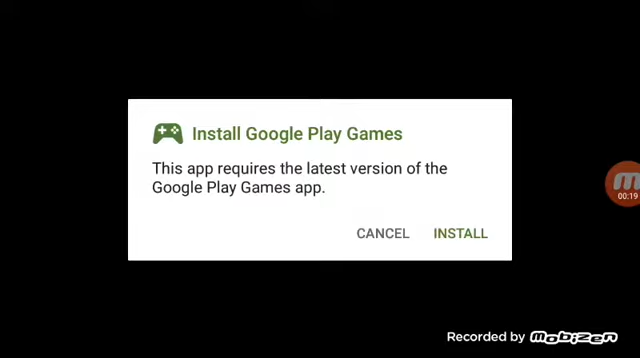 Install Google Play Games
This app requires the latest version of the
Google Play Games app.
CANCEL INSTALL
00:19
Recorded by mobizen